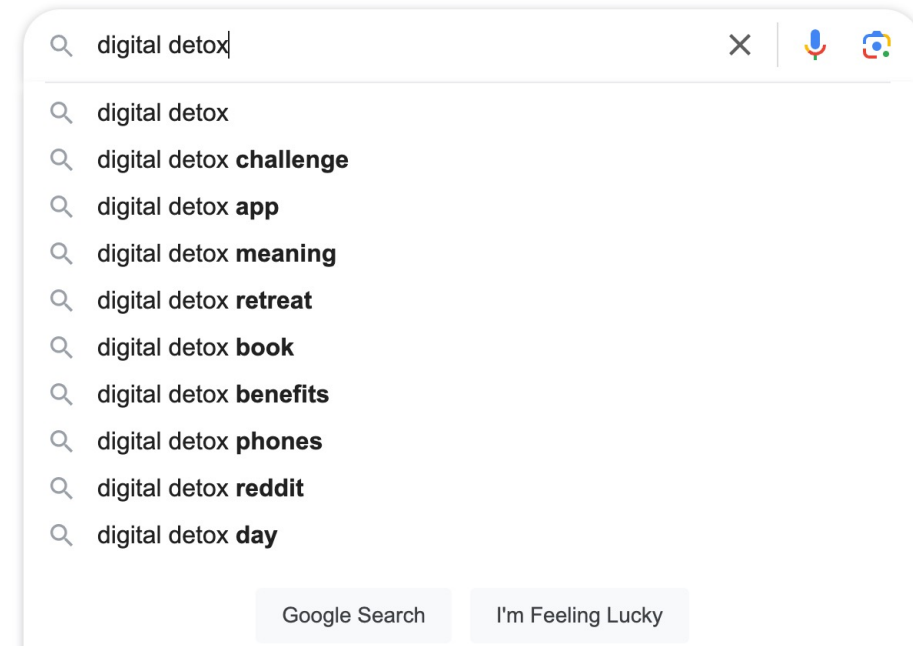 digital detox
digital detox
digital detox challenge
digital detox app
digital detox meaning
digital detox retreat
digital detox book
digital detox benefits
digital detox phones
digital detox reddit
digital detox day
Google Search
I'm Feeling Lucky